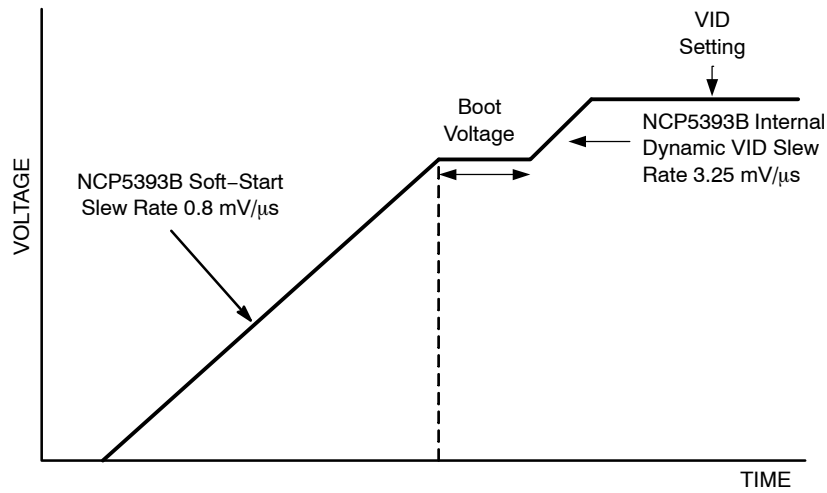 VID
Setting
Boot
Voltage
NCP5393B Internal
Dynamic VID Slew
Rate 3.25 mV/μs
NCP5393B Soft−Start
Slew Rate 0.8 mV/μs
VOLTAGE
TIME